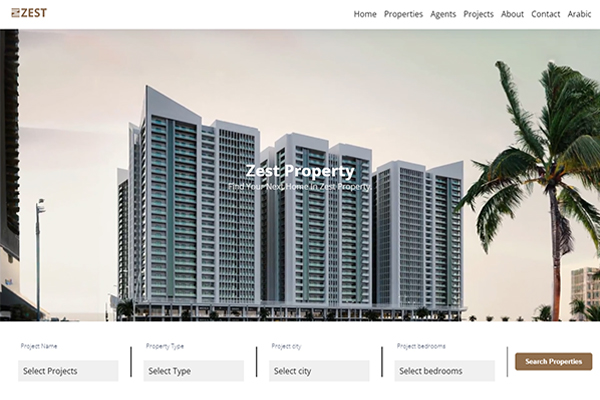 ZEST
Home Properties Agents Projects About Contact Arabic
Zest Property
Find Your Next Home In Zest Property.
Project Name Property Type Project city Project bedrooms
Select Projects Select Type Select city Select bedrooms Search Properties